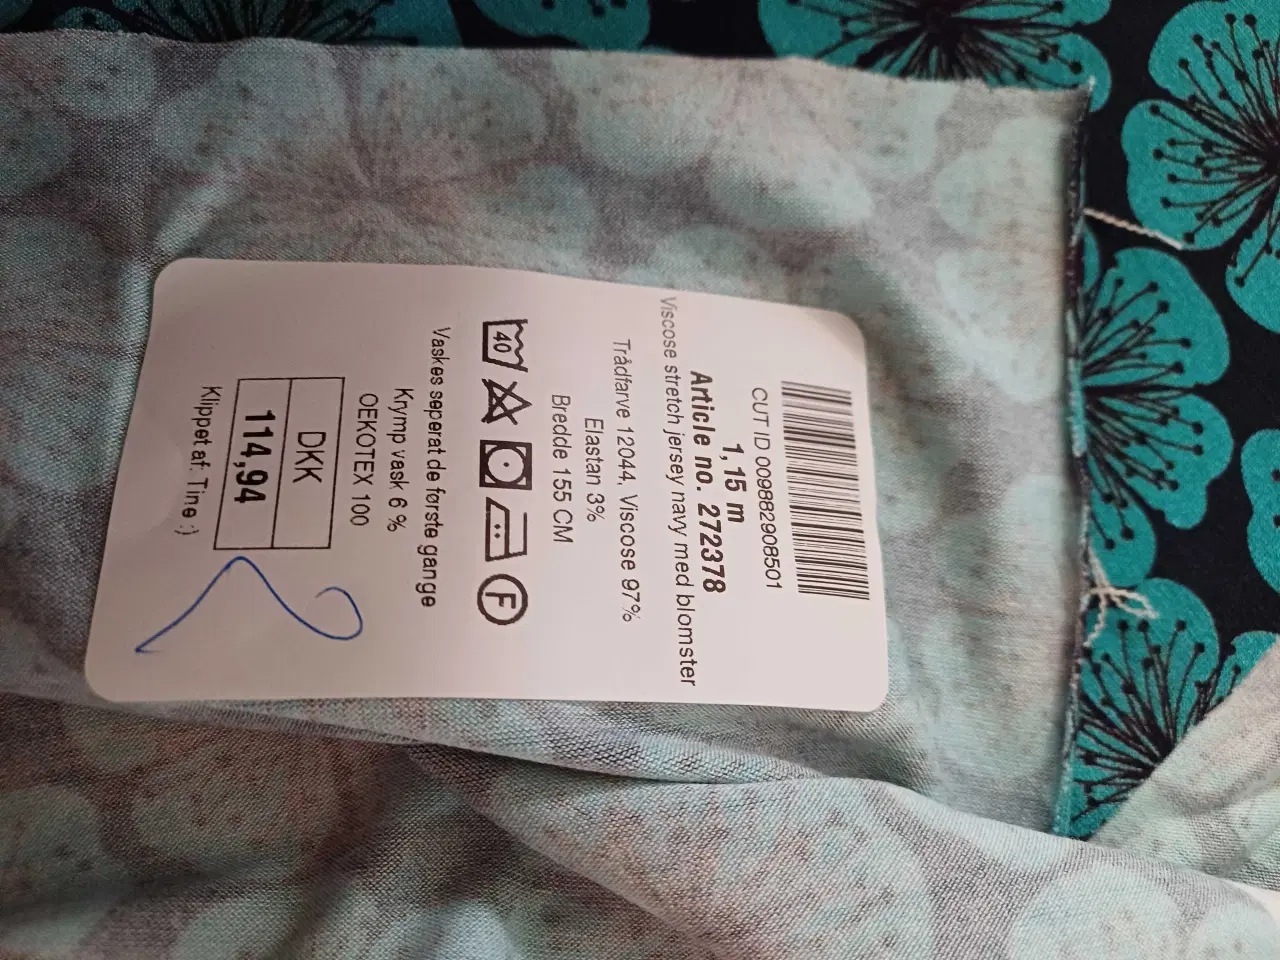 CUT ID 009882908501
1,15 m
Article no. 272378
Viscose stretch jersey navy med blomster
Trådfarve 12044. Viscose 97%
Elastan 3%
Bredde 155 CM
40
F
Vaskes seperat de første gange
Krymp vask 6 %
OEKOTEX 100
DKK
114,94
Klippet af: Tine :)